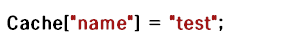 Cache["name"] = "test";